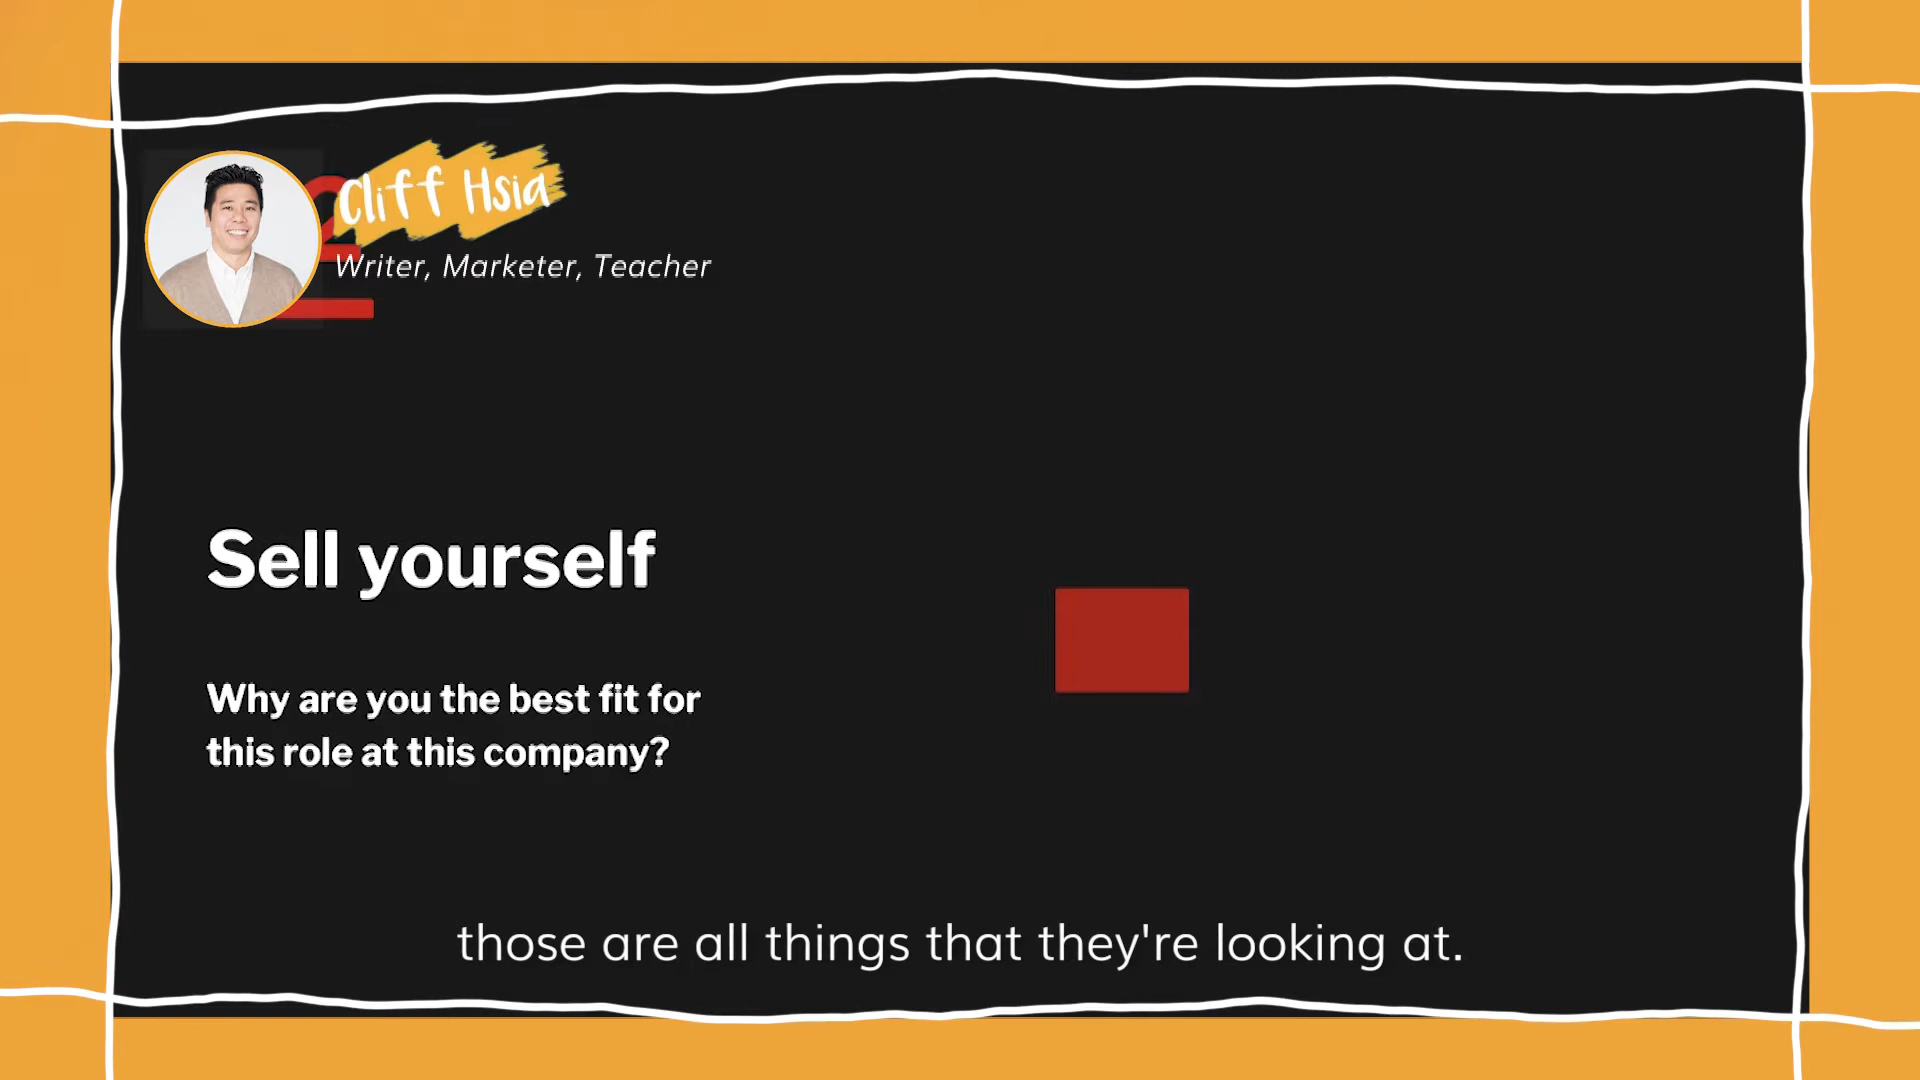 2
Cliff Hsia
Writer, Marketer, Teacher
Sell yourself
Why are you the best fit for
this role at this company?
those are all things that they're looking at.